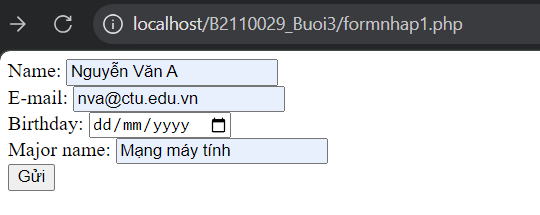 localhost/B2110029_Buoi3/formnhap1.php
Name: Nguyễn Văn A
E-mail: nva@ctu.edu.vn
Birthday: dd/mm/yyyy
Major name: Mạng máy tính
Gửi